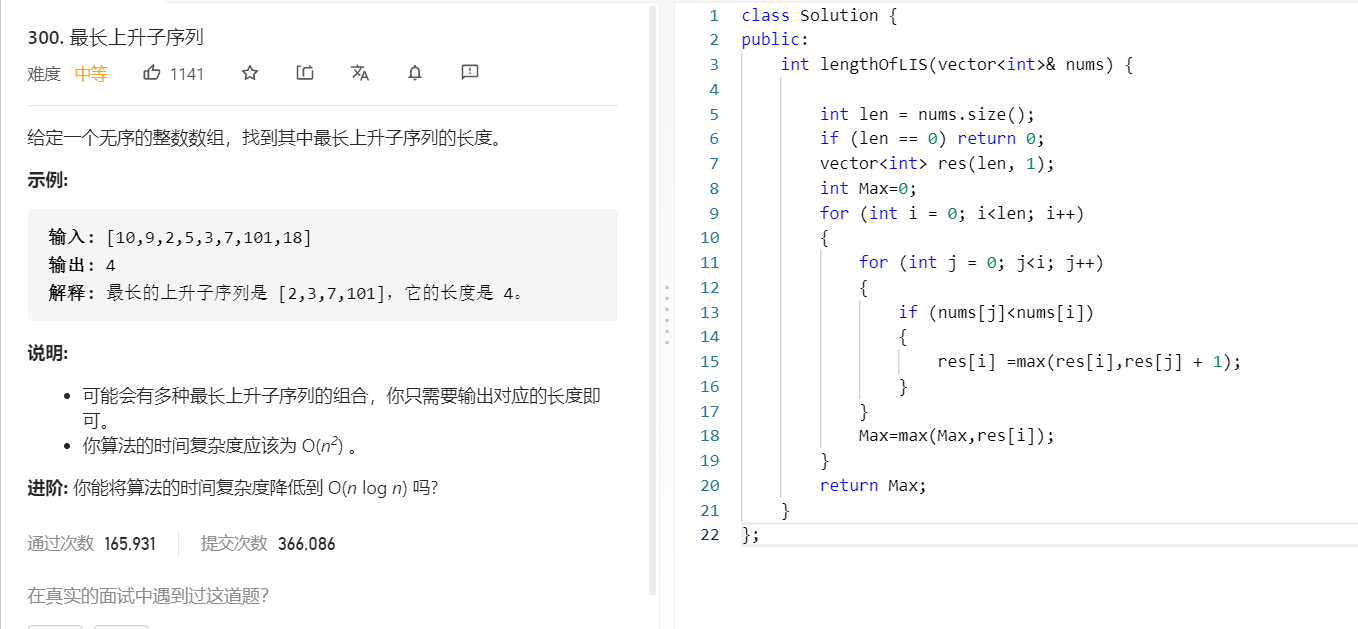 300. 最长上升子序列
难度 中等 1141
给定一个无序的整数数组，找到其中最长上升子序列的长度。
示例:
输入: [10,9,2,5,3,7,101,18]
输出: 4
解释: 最长的上升子序列是 [2,3,7,101]，它的长度是 4。
说明:
可能会有多种最长上升子序列的组合，你只需要输出对应的长度即
可。
你算法的时间复杂度应该为 O(n²) 。
进阶: 你能将算法的时间复杂度降低到 O(n log n) 吗?
通过次数 165,931 提交次数 366,086
在真实的面试中遇到过这道题?
1 class Solution {
2 public:
3 int lengthOfLIS(vector<int>& nums) {
4
5 int len = nums.size();
6 if (len == 0) return 0;
7 vector<int> res(len, 1);
8 int Max=0;
9 for (int i = 0; i<len; i++)
10 {
11 for (int j = 0; j<i; j++)
12 {
13 if (nums[j]<nums[i])
14 {
15 res[i] =max(res[i],res[j] + 1);
16 }
17 }
18 Max=max(Max,res[i]);
19 }
20 return Max;
21 }
22 };